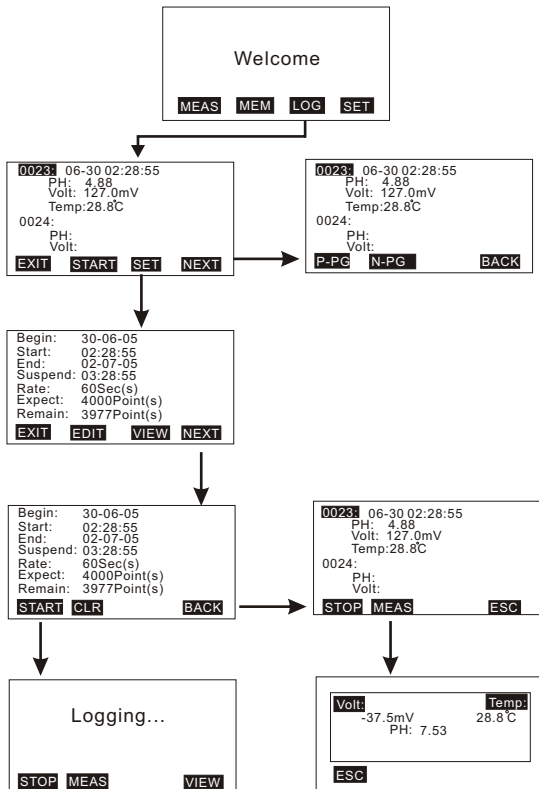 Welcome
MEAS MEM LOG SET
0023: 06-30 02:28:55
PH: 4.88
Volt: 127.0mV
Temp:28.8°C
0024:
PH:
Volt:
EXIT START SET NEXT
0023: 06-30 02:28:55
PH: 4.88
Volt: 127.0mV
Temp:28.8°C
0024:
PH:
Volt:
P-PG N-PG BACK
Begin: 30-06-05
Start: 02:28:55
End: 02-07-05
Suspend: 03:28:55
Rate: 60Sec(s)
Expect: 4000Point(s)
Remain: 3977Point(s)
EXIT EDIT VIEW NEXT
Begin: 30-06-05
Start: 02:28:55
End: 02-07-05
Suspend: 03:28:55
Rate: 60Sec(s)
Expect: 4000Point(s)
Remain: 3977Point(s)
START CLR BACK
0023: 06-30 02:28:55
PH: 4.88
Volt: 127.0mV
Temp:28.8°C
0024:
PH:
Volt:
STOP MEAS ESC
Logging...
STOP MEAS VIEW
Volt: Temp:
-37.5mV 28.8°C
PH: 7.53
ESC